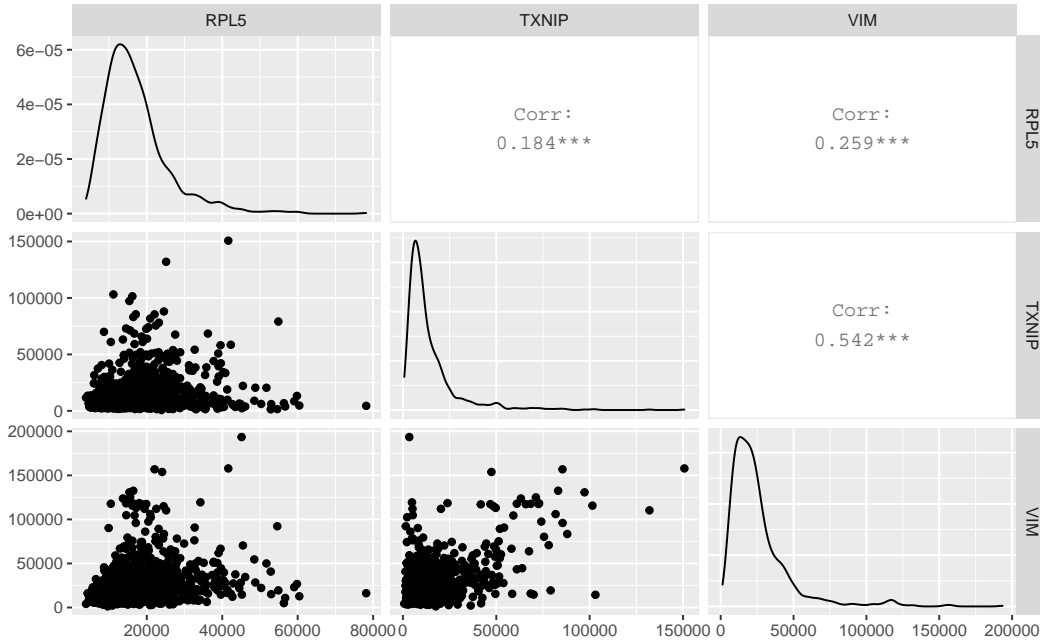 RPL5 TXNIP VIM
6e−05
4e−05
2e−05
0e+00
Corr:
0.184***
Corr:
0.259***
RPL5
150000
100000
50000
0
Corr:
0.542***
TXNIP
200000
150000
100000
50000
0
VIM
20000 40000 60000 80000 0 50000 100000 150000 0 50000 100000 150000 200000